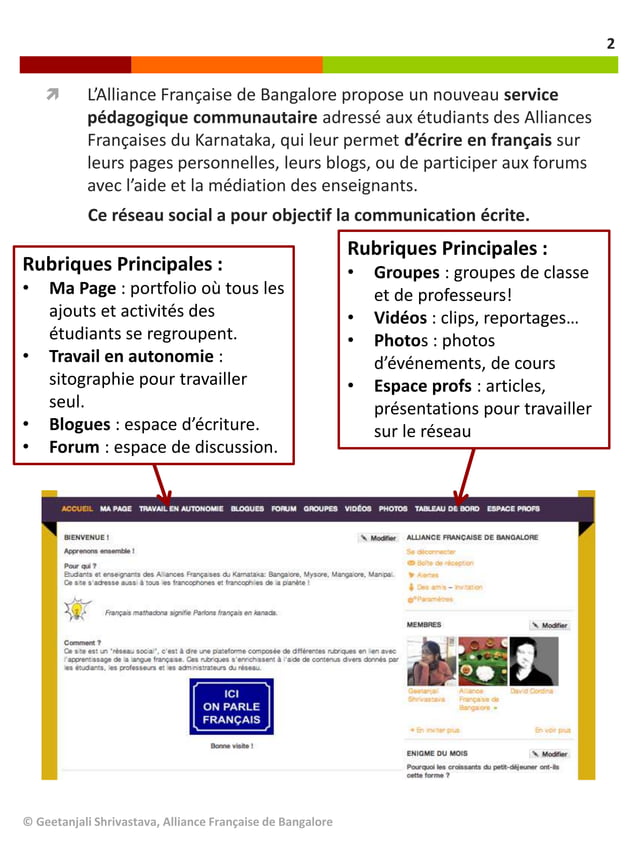 2
L’Alliance Française de Bangalore propose un nouveau service
pédagogique communautaire adressé aux étudiants des Alliances
Françaises du Karnataka, qui leur permet d’écrire en français sur
leurs pages personnelles, leurs blogs, ou de participer aux forums
avec l’aide et la médiation des enseignants.
Ce réseau social a pour objectif la communication écrite.
Rubriques Principales :
• Ma Page : portfolio où tous les
ajouts et activités des
étudiants se regroupent.
• Travail en autonomie :
sitographie pour travailler
seul.
• Blogues : espace d’écriture.
• Forum : espace de discussion.
Rubriques Principales :
• Groupes : groupes de classe
et de professeurs!
• Vidéos : clips, reportages…
• Photos : photos
d’événements, de cours
• Espace profs : articles,
présentations pour travailler
sur le réseau
ACCUEIL MA PAGE TRAVAIL EN AUTONOMIE BLOGUES FORUM GROUPES VIDÉOS PHOTOS TABLEAU DE BORD ESPACE PROFS
BIENVENUE !
Modifier
Apprenons ensemble !
Pour qui ?
Etudiants et enseignants des Alliances Françaises du Karnataka: Bangalore, Mysore, Mangalore, Manipal.
Ce site s'adresse aussi à tous les francophones et francophiles de la planète !
Français mathadona signifie Parlons français en kanada.
Comment ?
Ce site est un "réseau social", c'est à dire une plateforme composée de différentes rubriques en lien avec
l'apprentissage de la langue française. Ces rubriques s'enrichissent à l'aide de contenus divers donnés par
les étudiants, les professeurs et les administrateurs du réseau.
ICI
ON PARLE
FRANÇAIS
Bonne visite !
ALLIANCE FRANÇAISE DE BANGALORE
Se déconnecter
Boîte de réception
Alertes
Des amis – Invitation
Paramètres
MEMBRES
Modifier
Geetanjali
Shrivastava
Alliance
Française de
Bangalore
David Cordina
+ En inviter plus
En voir plus
ENIGME DU MOIS
Modifier
Pourquoi les croissants du petit-déjeuner ont-ils
cette forme ?
© Geetanjali Shrivastava, Alliance Française de Bangalore